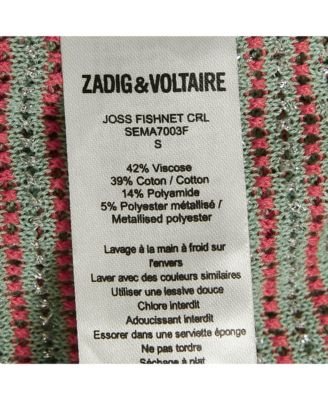 ZADIG & VOLTAIRE
JOSS FISHNET CRL
SEMA7003F
S
42% Viscose
39% Coton / Cotton
14% Polyamide
5% Polyester métallisé /
Metallised polyester
Lavage à la main à froid sur
l'envers
Laver avec des couleurs similaires
Utiliser une lessive douce
Chlore interdit
Adoucissant interdit
Essorer dans une serviette éponge
Ne pas tordre
Séchage à plat